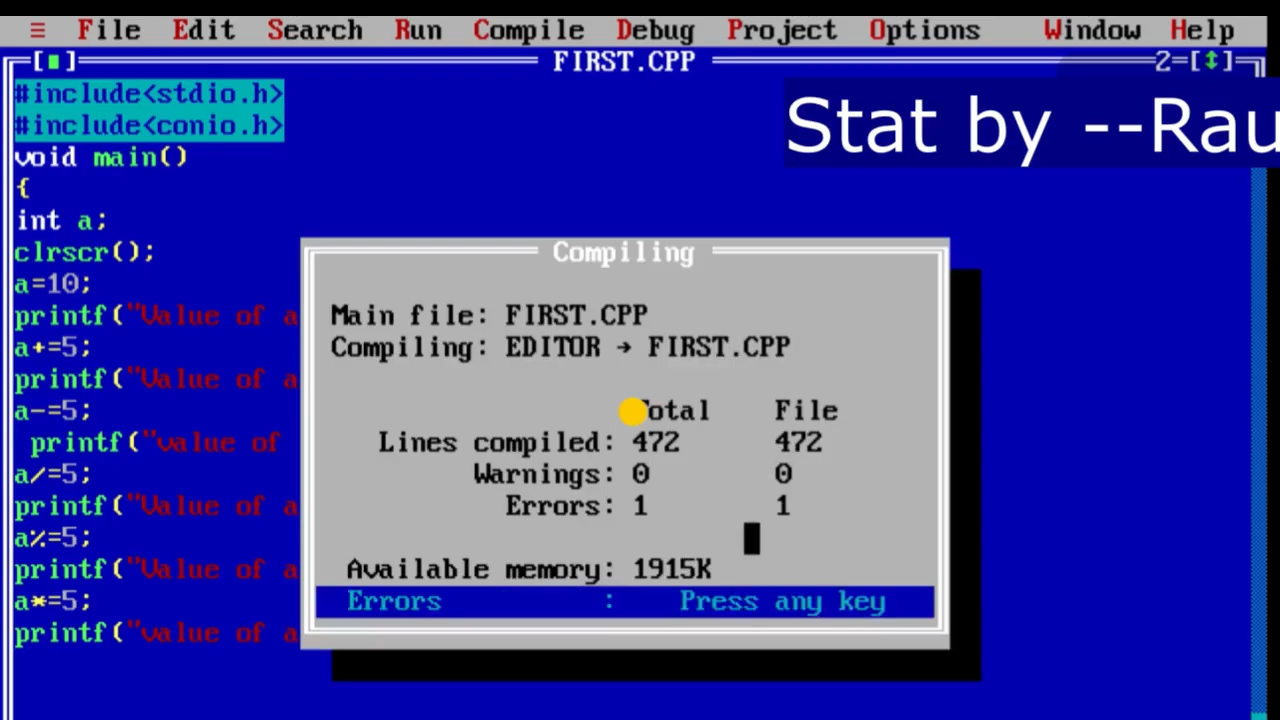 ≡ File Edit Search Run Compile Debug Project Options Window Help
[■] FIRST.CPP 2=[↕]
#include<stdio.h>
#include<conio.h>
Stat by --Rau
void main()
{
int a;
clrscr();
a=10;
printf("Value of a
a+=5;
printf("Value of a
a-=5;
printf("value of
a/=5;
printf("Value of a
a%=5;
printf("Value of a
a*=5;
printf("value of a
Compiling
Main file: FIRST.CPP
Compiling: EDITOR → FIRST.CPP
Total File
Lines compiled: 472 472
Warnings: 0 0
Errors: 1 1
Available memory: 1915K
Errors : Press any key